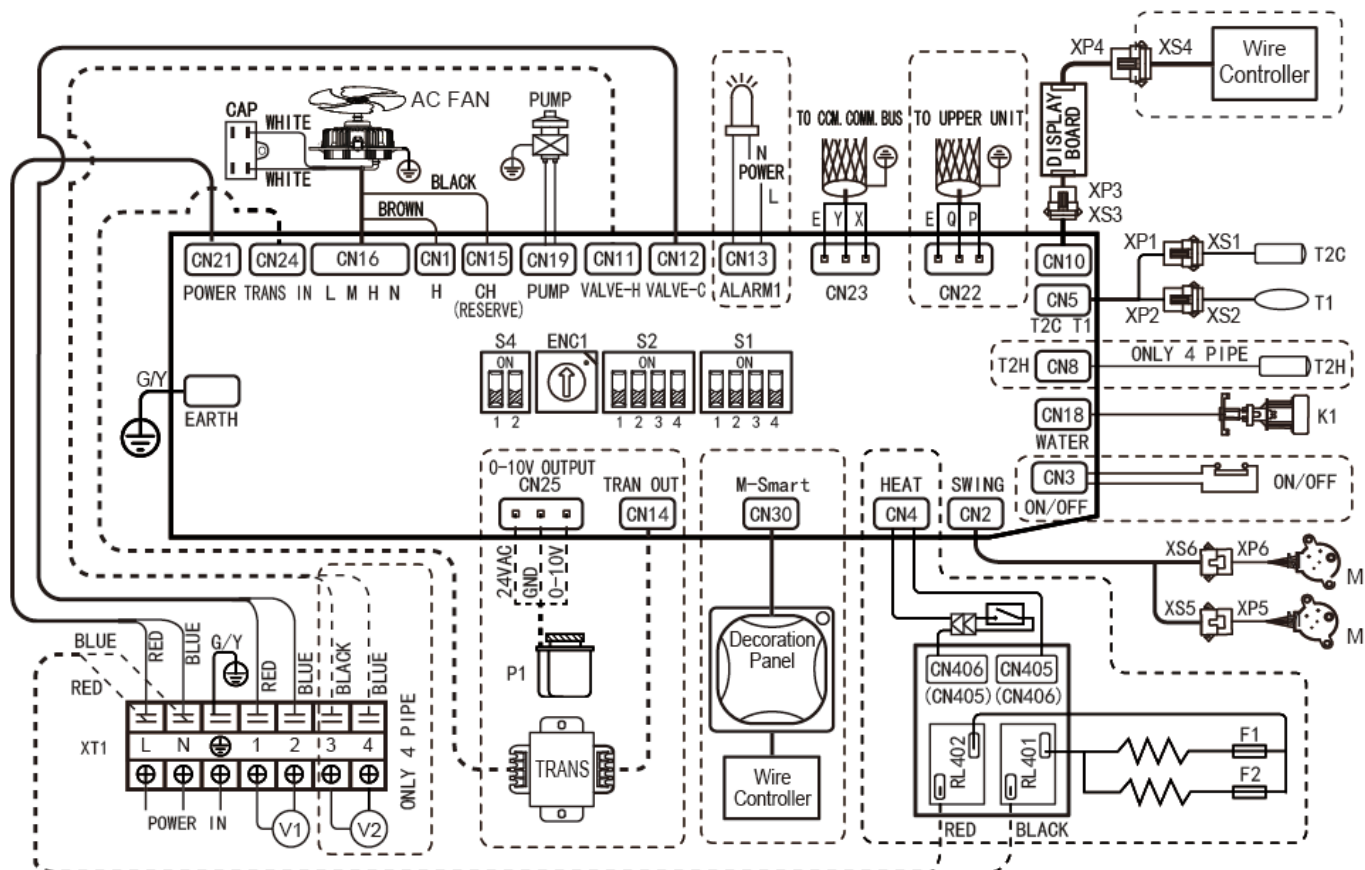 XP4 XS4
Wire
Controller
DISPLAY
BOARD
CAP
WHITE
WHITE
AC FAN
PUMP
BLACK
BROWN
N
POWER
L
TO CCM. COMM. BUS
TO UPPER UNIT
E Y X
E Q P
XP3
XS3
XP1 XS1
T2C
XP2 XS2
T1
CN21 CN24 CN16 CN1 CN15 CN19 CN11 CN12 CN13 CN10
POWER TRANS IN L M H N H CH PUMP VALVE-H VALVE-C ALARM1
(RESERVE)
CN23
CN22
CN5
T2C T1
S4 ENC1 S2 S1
ON ON ON
1 2 1 2 3 4 1 2 3 4
ONLY 4 PIPE
T2H CN8 T2H
CN18 K1
WATER
CN3 ON/OFF
ON/OFF
G/Y
EARTH
0-10V OUTPUT
CN25
TRAN OUT
CN14
M-Smart
CN30
HEAT
CN4
SWING
CN2
24VAC
GND
0-10V
P1
TRANS
Decoration
Panel
Wire
Controller
XS6 XP6 M
XS5 XP5 M
CN406 CN405
(CN405) (CN406)
RL402 RL401
F1
F2
RED BLACK
BLUE
RED
RED
BLUE
G/Y
RED
BLUE
BLACK
BLUE
XT1
L N 1 2 3 4
POWER IN
V1 V2
ONLY 4 PIPE